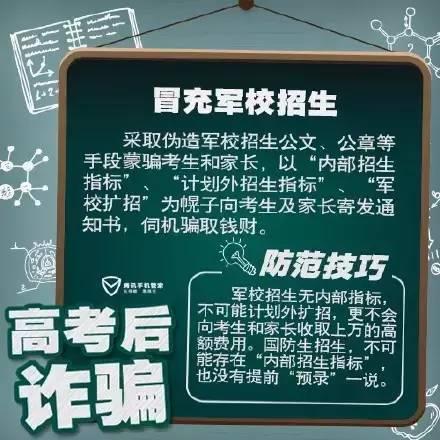 冒充军校招生
采取伪造军校招生公文、公章等
手段蒙骗考生和家长，以“内部招生
指标”、“计划外招生指标”、“军
校扩招”为幌子向考生及家长寄发通
知书，伺机骗取钱财。
防范技巧
腾讯手机管家
军校招生无内部指标，
不可能计划外扩招，更不会
向考生和家长收取上万的高
额费用。国防生招生，不可
能存在“内部招生指标”，
也没有提前“预录”一说。
高考后
诈骗